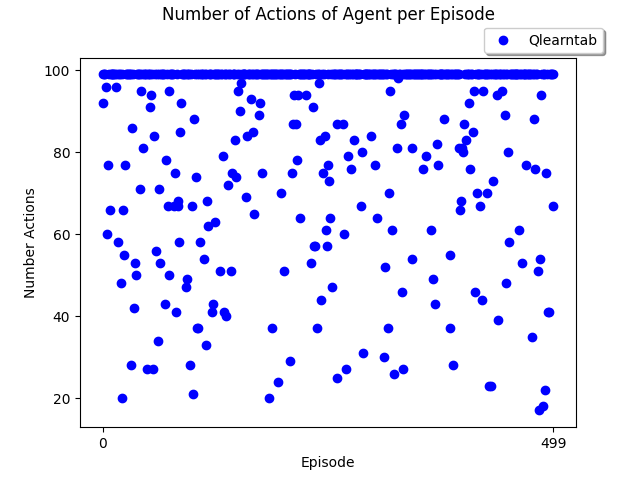 Number of Actions of Agent per Episode
Qlearntab
100
80
60
40
20
Number Actions
0
499
Episode